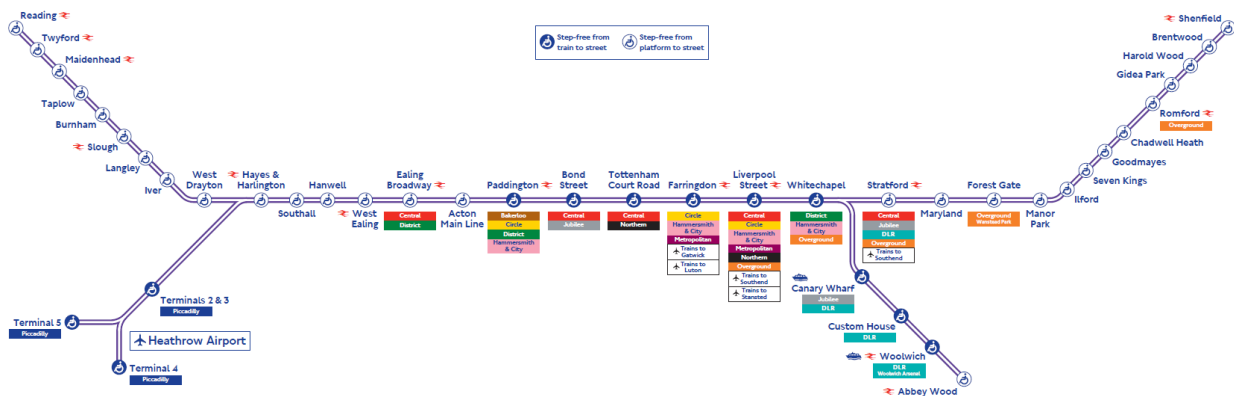 Reading
Twyford
Maidenhead
Taplow
Burnham
Slough
Langley
Iver
West
Drayton
Hayes &
Harlington
Southall
Hanwell
West
Ealing
Ealing
Broadway
Central
District
Acton
Main Line
Paddington
Bakerloo
Circle
District
Hammersmith
& City
Bond
Street
Central
Jubilee
Tottenham
Court Road
Central
Northern
Farringdon
Circle
Hammersmith
& City
Metropolitan
Trains to
Gatwick
Trains to
Luton
Liverpool
Street
Central
Circle
Hammersmith
& City
Metropolitan
Northern
Overground
Trains to
Southend
Trains to
Stansted
Whitechapel
District
Hammersmith
& City
Overground
Stratford
Central
Jubilee
DLR
Overground
Trains to
Southend
Maryland
Forest Gate
Overground
Wanstead Park
Manor
Park
Ilford
Seven Kings
Goodmayes
Chadwell Heath
Romford
Overground
Gidea Park
Harold Wood
Brentwood
Shenfield
Step-free from
train to street
Step-free from
platform to street
Terminals 2 & 3
Piccadilly
Terminal 5
Piccadilly
Heathrow Airport
Terminal 4
Piccadilly
Canary Wharf
Jubilee
DLR
Custom House
DLR
Woolwich
DLR
Woolwich Arsenal
Abbey Wood